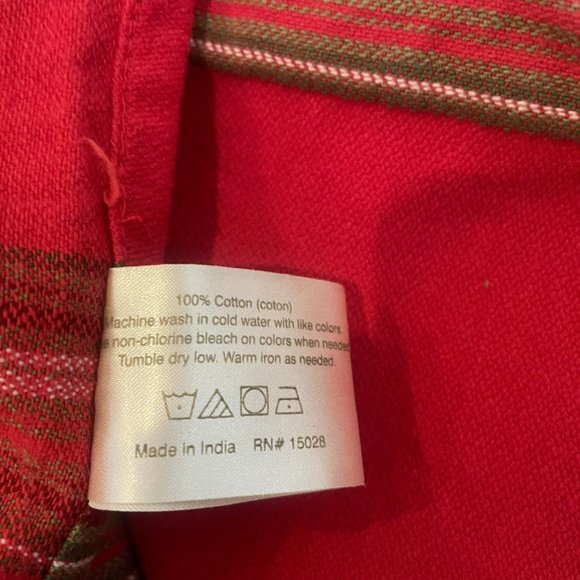 100% Cotton (coton)
Machine wash in cold water with like colors
non-chlorine bleach on colors when needed
Tumble dry low. Warm iron as needed.
Made in India RN# 15028